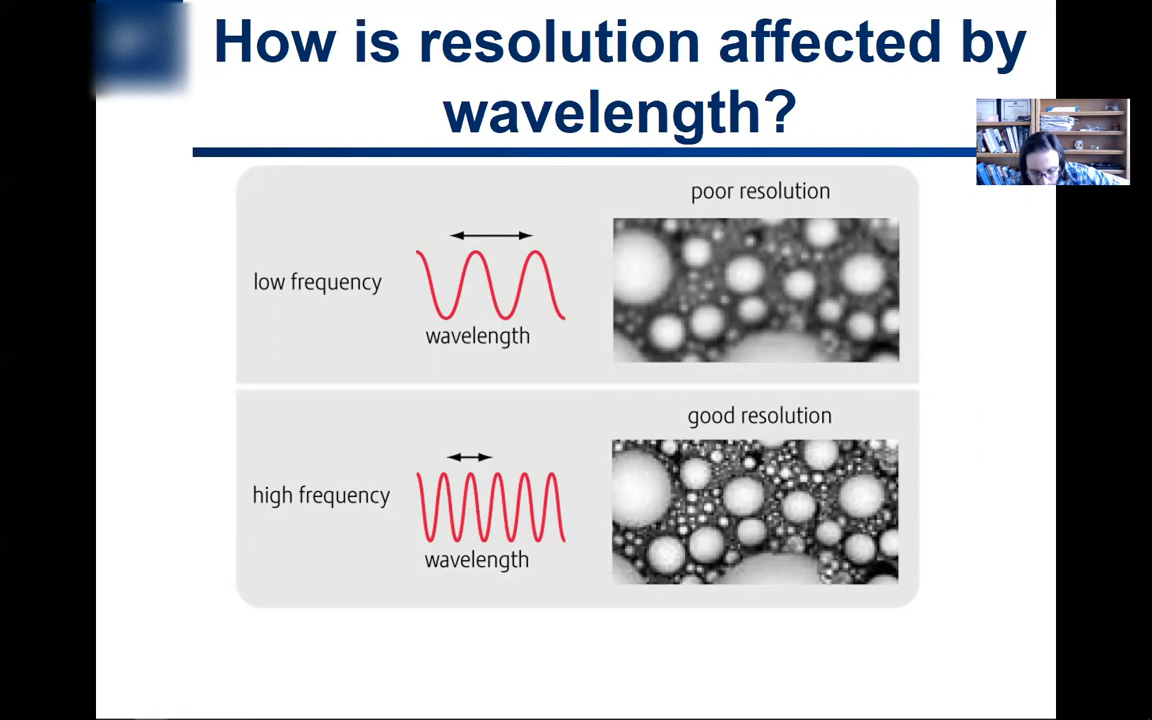 How is resolution affected by
wavelength?
poor resolution
low frequency
wavelength
good resolution
high frequency
wavelength